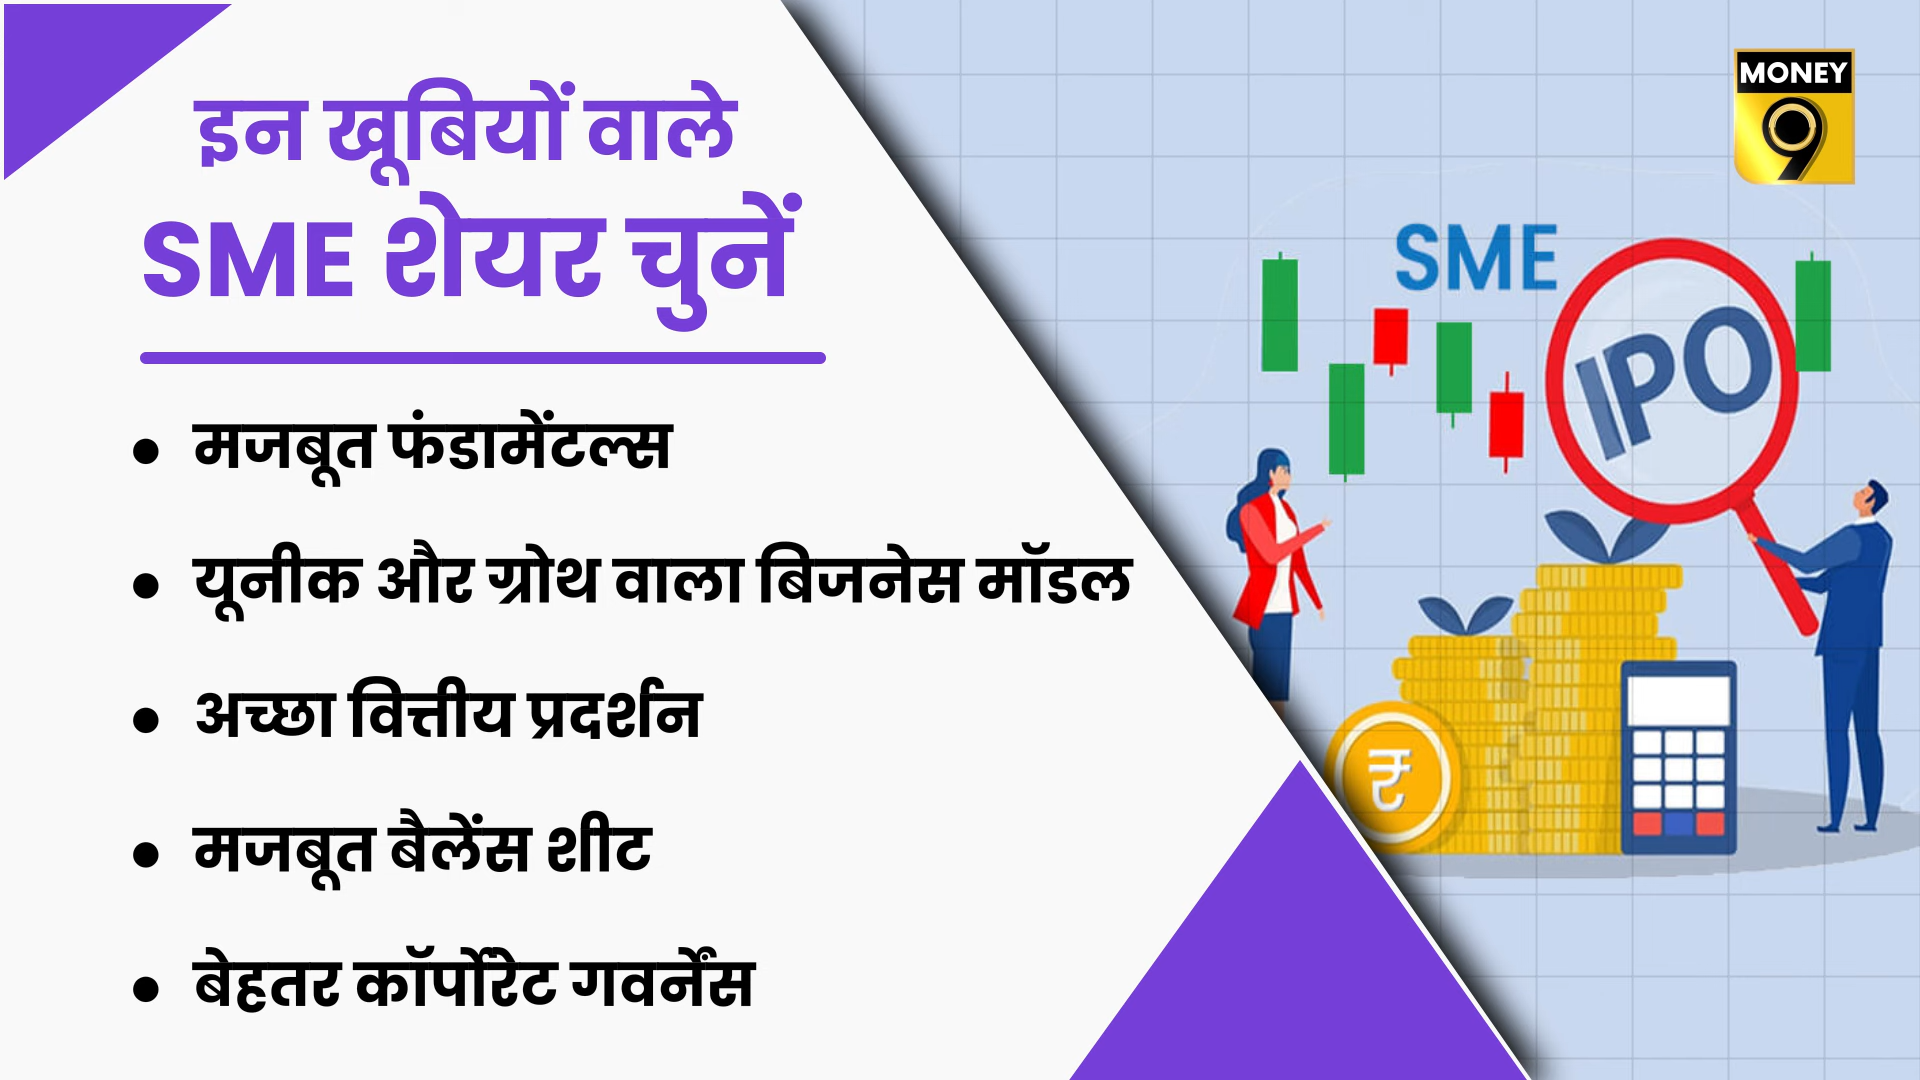 इन खूबियों वाले
SME शेयर चुनें
• मजबूत फंडामेंटल्स
• यूनीक और ग्रोथ वाला बिजनेस मॉडल
• अच्छा वित्तीय प्रदर्शन
• मजबूत बैलेंस शीट
• बेहतर कॉर्पोरेट गवर्नेंस
MONEY
9
SME
IPO
₹